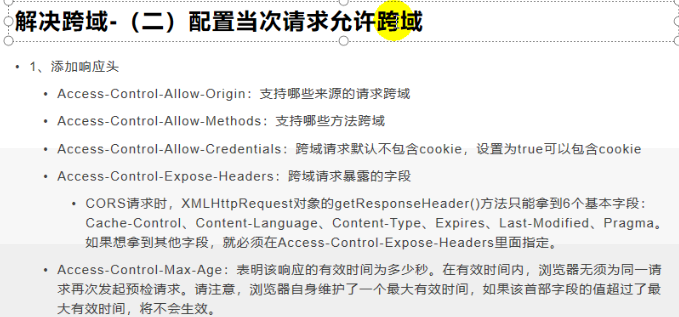 解决跨域-（二）配置当次请求允许跨域
• 1、添加响应头
• Access-Control-Allow-Origin：支持哪些来源的请求跨域
• Access-Control-Allow-Methods：支持哪些方法跨域
• Access-Control-Allow-Credentials：跨域请求默认不包含cookie，设置为true可以包含cookie
• Access-Control-Expose-Headers：跨域请求暴露的字段
• CORS请求时，XMLHttpRequest对象的getResponseHeader()方法只能拿到6个基本字段：
Cache-Control、Content-Language、Content-Type、Expires、Last-Modified、Pragma。
如果想拿到其他字段，就必须在Access-Control-Expose-Headers里面指定。
• Access-Control-Max-Age：表明该响应的有效时间为多少秒。在有效时间内，浏览器无须为同一请
求再次发起预检请求。请注意，浏览器自身维护了一个最大有效时间，如果该首部字段的值超过了最
大有效时间，将不会生效。